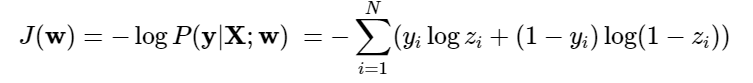 J(w) = − log P(y|X; w) = − ∑_{i=1}^{N} (y_i log z_i + (1 − y_i) log(1 − z_i))